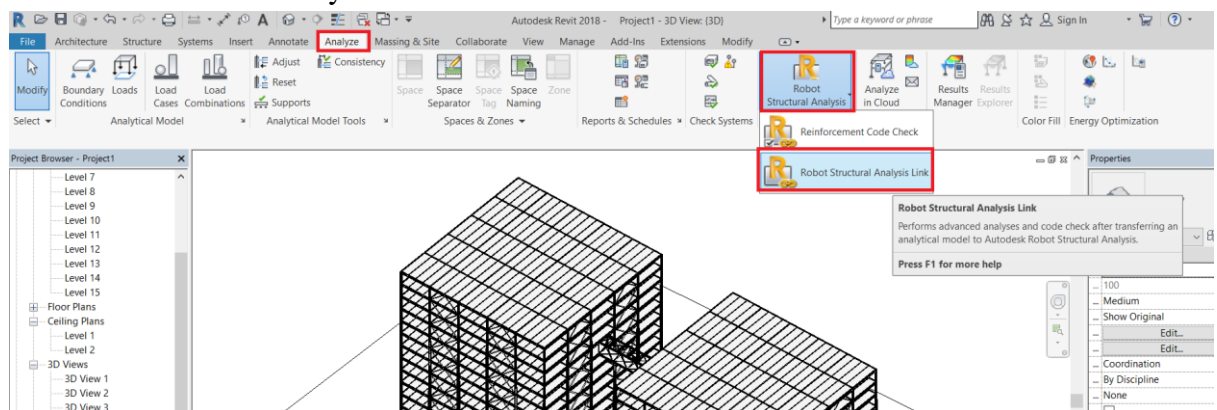 Autodesk Revit 2018 - Project1 - 3D View: {3D}
Type a keyword or phrase
Sign In
File Architecture Structure Systems Insert Annotate Analyze Massing & Site Collaborate View Manage Add-Ins Extensions Modify
Modify
Boundary Conditions
Loads
Load Cases
Load Combinations
Adjust
Reset
Supports
Consistency
Space
Space Separator
Space Tag
Space Naming
Zone
Robot Structural Analysis
Analyze in Cloud
Results Manager
Results Explorer
Select
Analytical Model
Analytical Model Tools
Spaces & Zones
Reports & Schedules
Check Systems
Color Fill
Energy Optimization
Reinforcement Code Check
Robot Structural Analysis Link
Robot Structural Analysis Link
Performs advanced analyses and code check after transferring an
analytical model to Autodesk Robot Structural Analysis.
Press F1 for more help
Project Browser - Project1
Level 7
Level 8
Level 9
Level 10
Level 11
Level 12
Level 13
Level 14
Level 15
Floor Plans
Ceiling Plans
Level 1
Level 2
3D Views
3D View 1
3D View 2
3D View 3
Properties
100
Medium
Show Original
Edit...
Edit...
Coordination
By Discipline
None